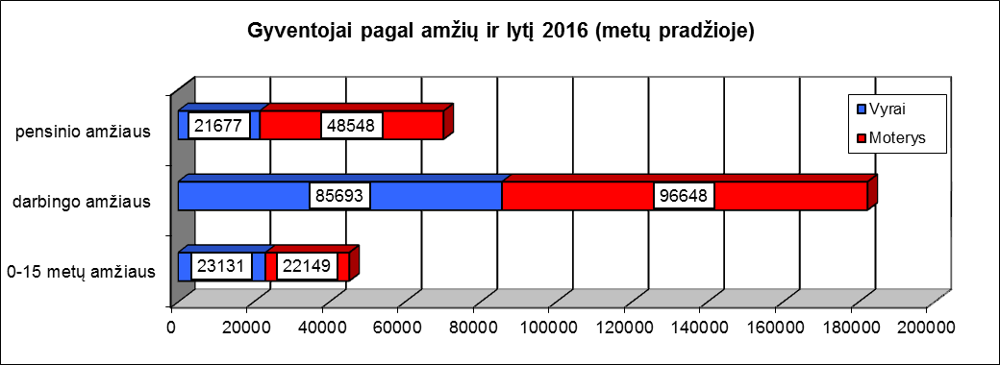 Gyventojai pagal amžių ir lytį 2016 (metų pradžioje)
Vyrai
Moterys
pensinio amžiaus
21677
48548
darbingo amžiaus
85693
96648
0-15 metų amžiaus
23131
22149
0 20000 40000 60000 80000 100000 120000 140000 160000 180000 200000